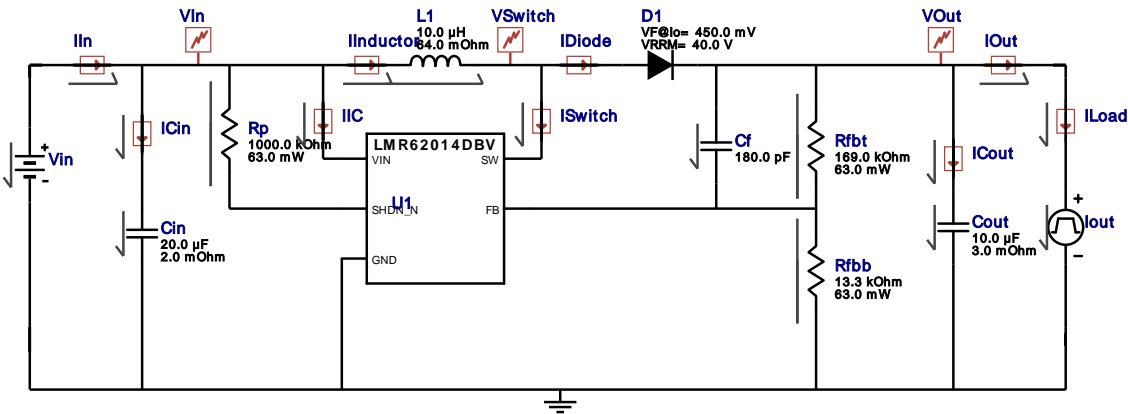 VIn
IIn
IInductor
L1
10.0 µH
64.0 mOhm
VSwitch
IDiode
D1
VF@Io= 450.0 mV
VRRM= 40.0 V
VOut
IOut
ICin
Rp
1000.0 kOhm
63.0 mW
IIC
ISwitch
LMR62014DBV
VIN
SW
U1
SHDN_N
FB
GND
Cf
180.0 pF
Rfbt
169.0 kOhm
63.0 mW
ICout
ILoad
+
Vin
-
Cin
20.0 µF
2.0 mOhm
Rfbb
13.3 kOhm
63.0 mW
Cout
10.0 µF
3.0 mOhm
+
Iout
-